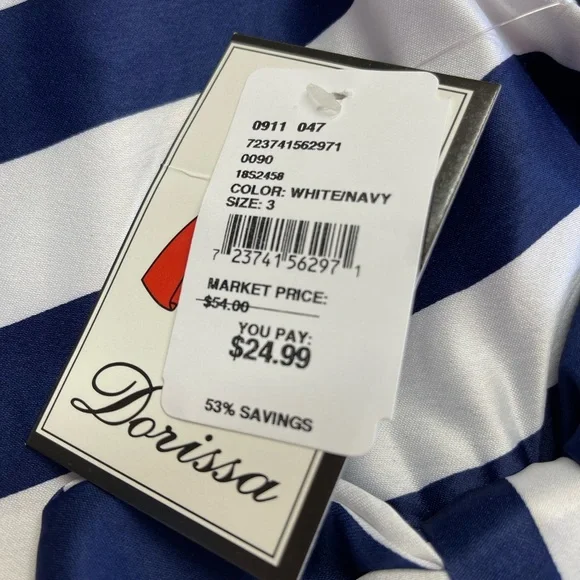 0911 047
723741562971
0090
18S2458
COLOR: WHITE/NAVY
SIZE: 3
7 23741 56297 1
MARKET PRICE:
$54.00
YOU PAY:
$24.99
53% SAVINGS
Dorissa